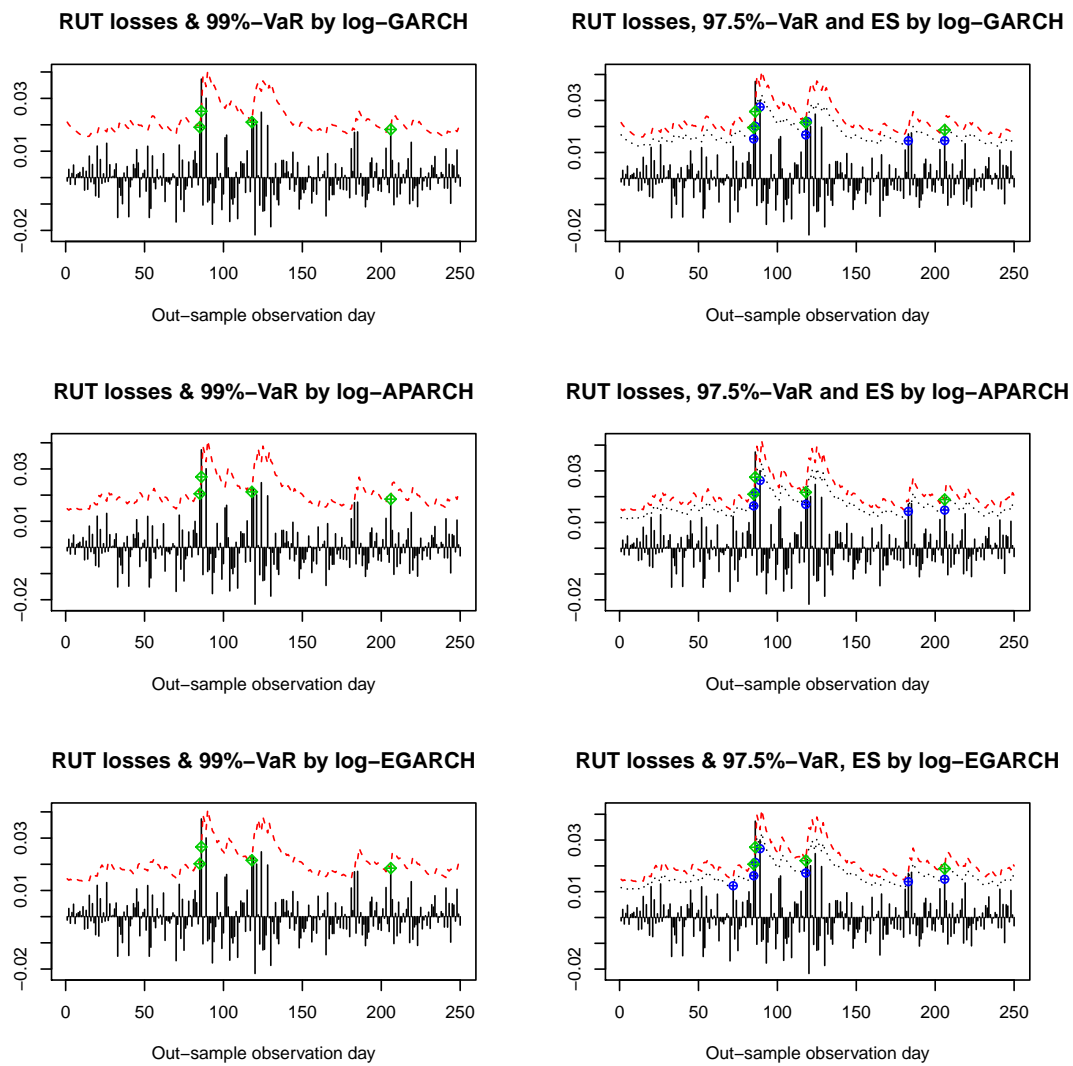 RUT losses & 99%−VaR by log−GARCH
0.03
0.01
−0.02
0 50 100 150 200 250
Out−sample observation day
RUT losses, 97.5%−VaR and ES by log−GARCH
0.03
0.01
−0.02
0 50 100 150 200 250
Out−sample observation day
RUT losses & 99%−VaR by log−APARCH
0.03
0.01
−0.02
0 50 100 150 200 250
Out−sample observation day
RUT losses, 97.5%−VaR and ES by log−APARCH
0.03
0.01
−0.02
0 50 100 150 200 250
Out−sample observation day
RUT losses & 99%−VaR by log−EGARCH
0.03
0.01
−0.02
0 50 100 150 200 250
Out−sample observation day
RUT losses & 97.5%−VaR, ES by log−EGARCH
0.03
0.01
−0.02
0 50 100 150 200 250
Out−sample observation day